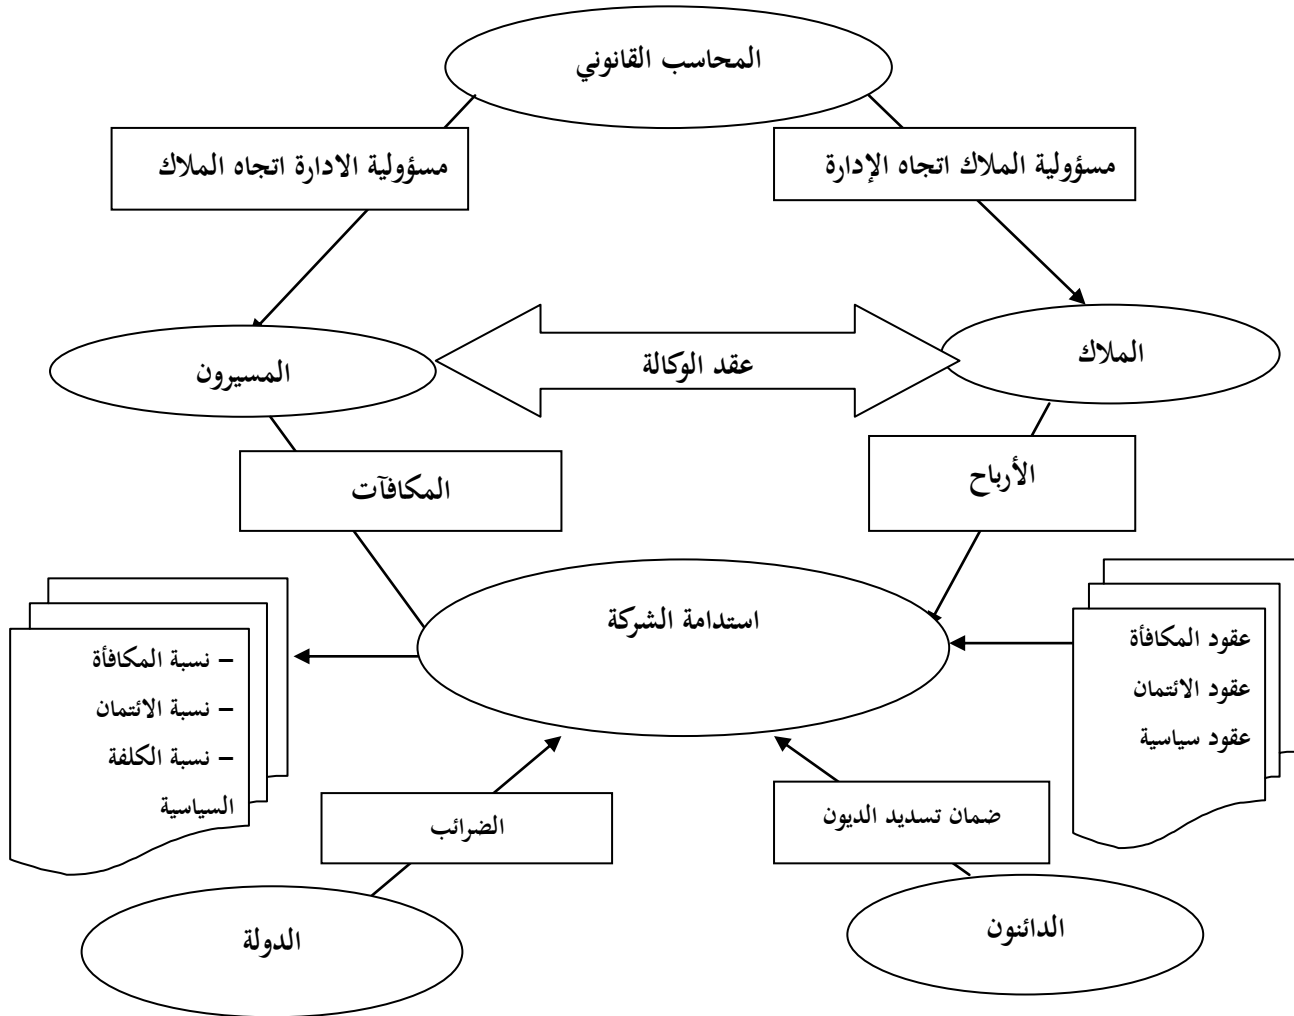 المحاسب القانوني
مسؤولية الملاك اتجاه الإدارة
مسؤولية الادارة اتجاه الملاك
الملاك
عقد الوكالة
المسيرون
الأرباح
المكافآت
استدامة الشركة
عقود المكافأة
عقود الائتمان
عقود سياسية
– نسبة المكافأة
– نسبة الائتمان
– نسبة الكلفة
السياسية
ضمان تسديد الديون
الضرائب
الدائنون
الدولة